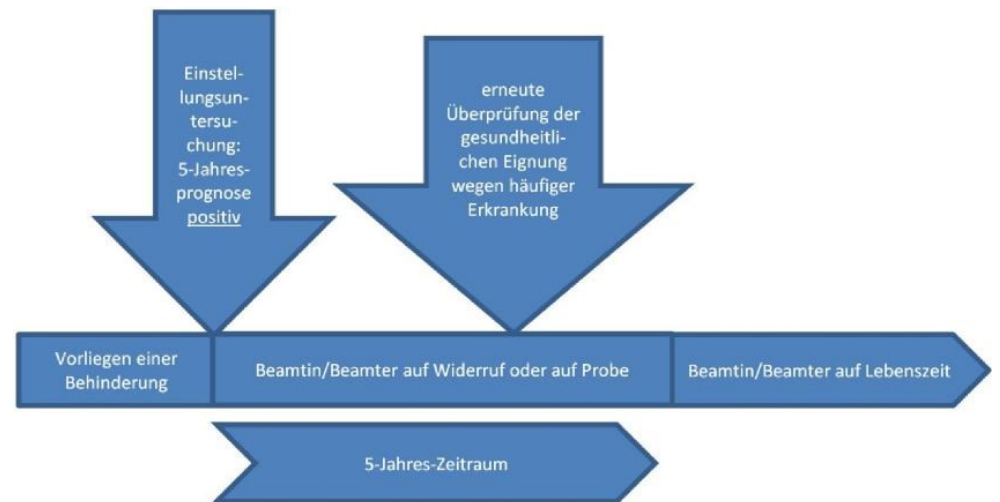 Einstel-
lungsun-
tersu-
chung:
5-Jahres-
prognose
positiv
erneute
Überprüfung der
gesundheitli-
chen Eignung
wegen häufiger
Erkrankung
Vorliegen einer
Behinderung
Beamtin/Beamter auf Widerruf oder auf Probe
Beamtin/Beamter auf Lebenszeit
5-Jahres-Zeitraum